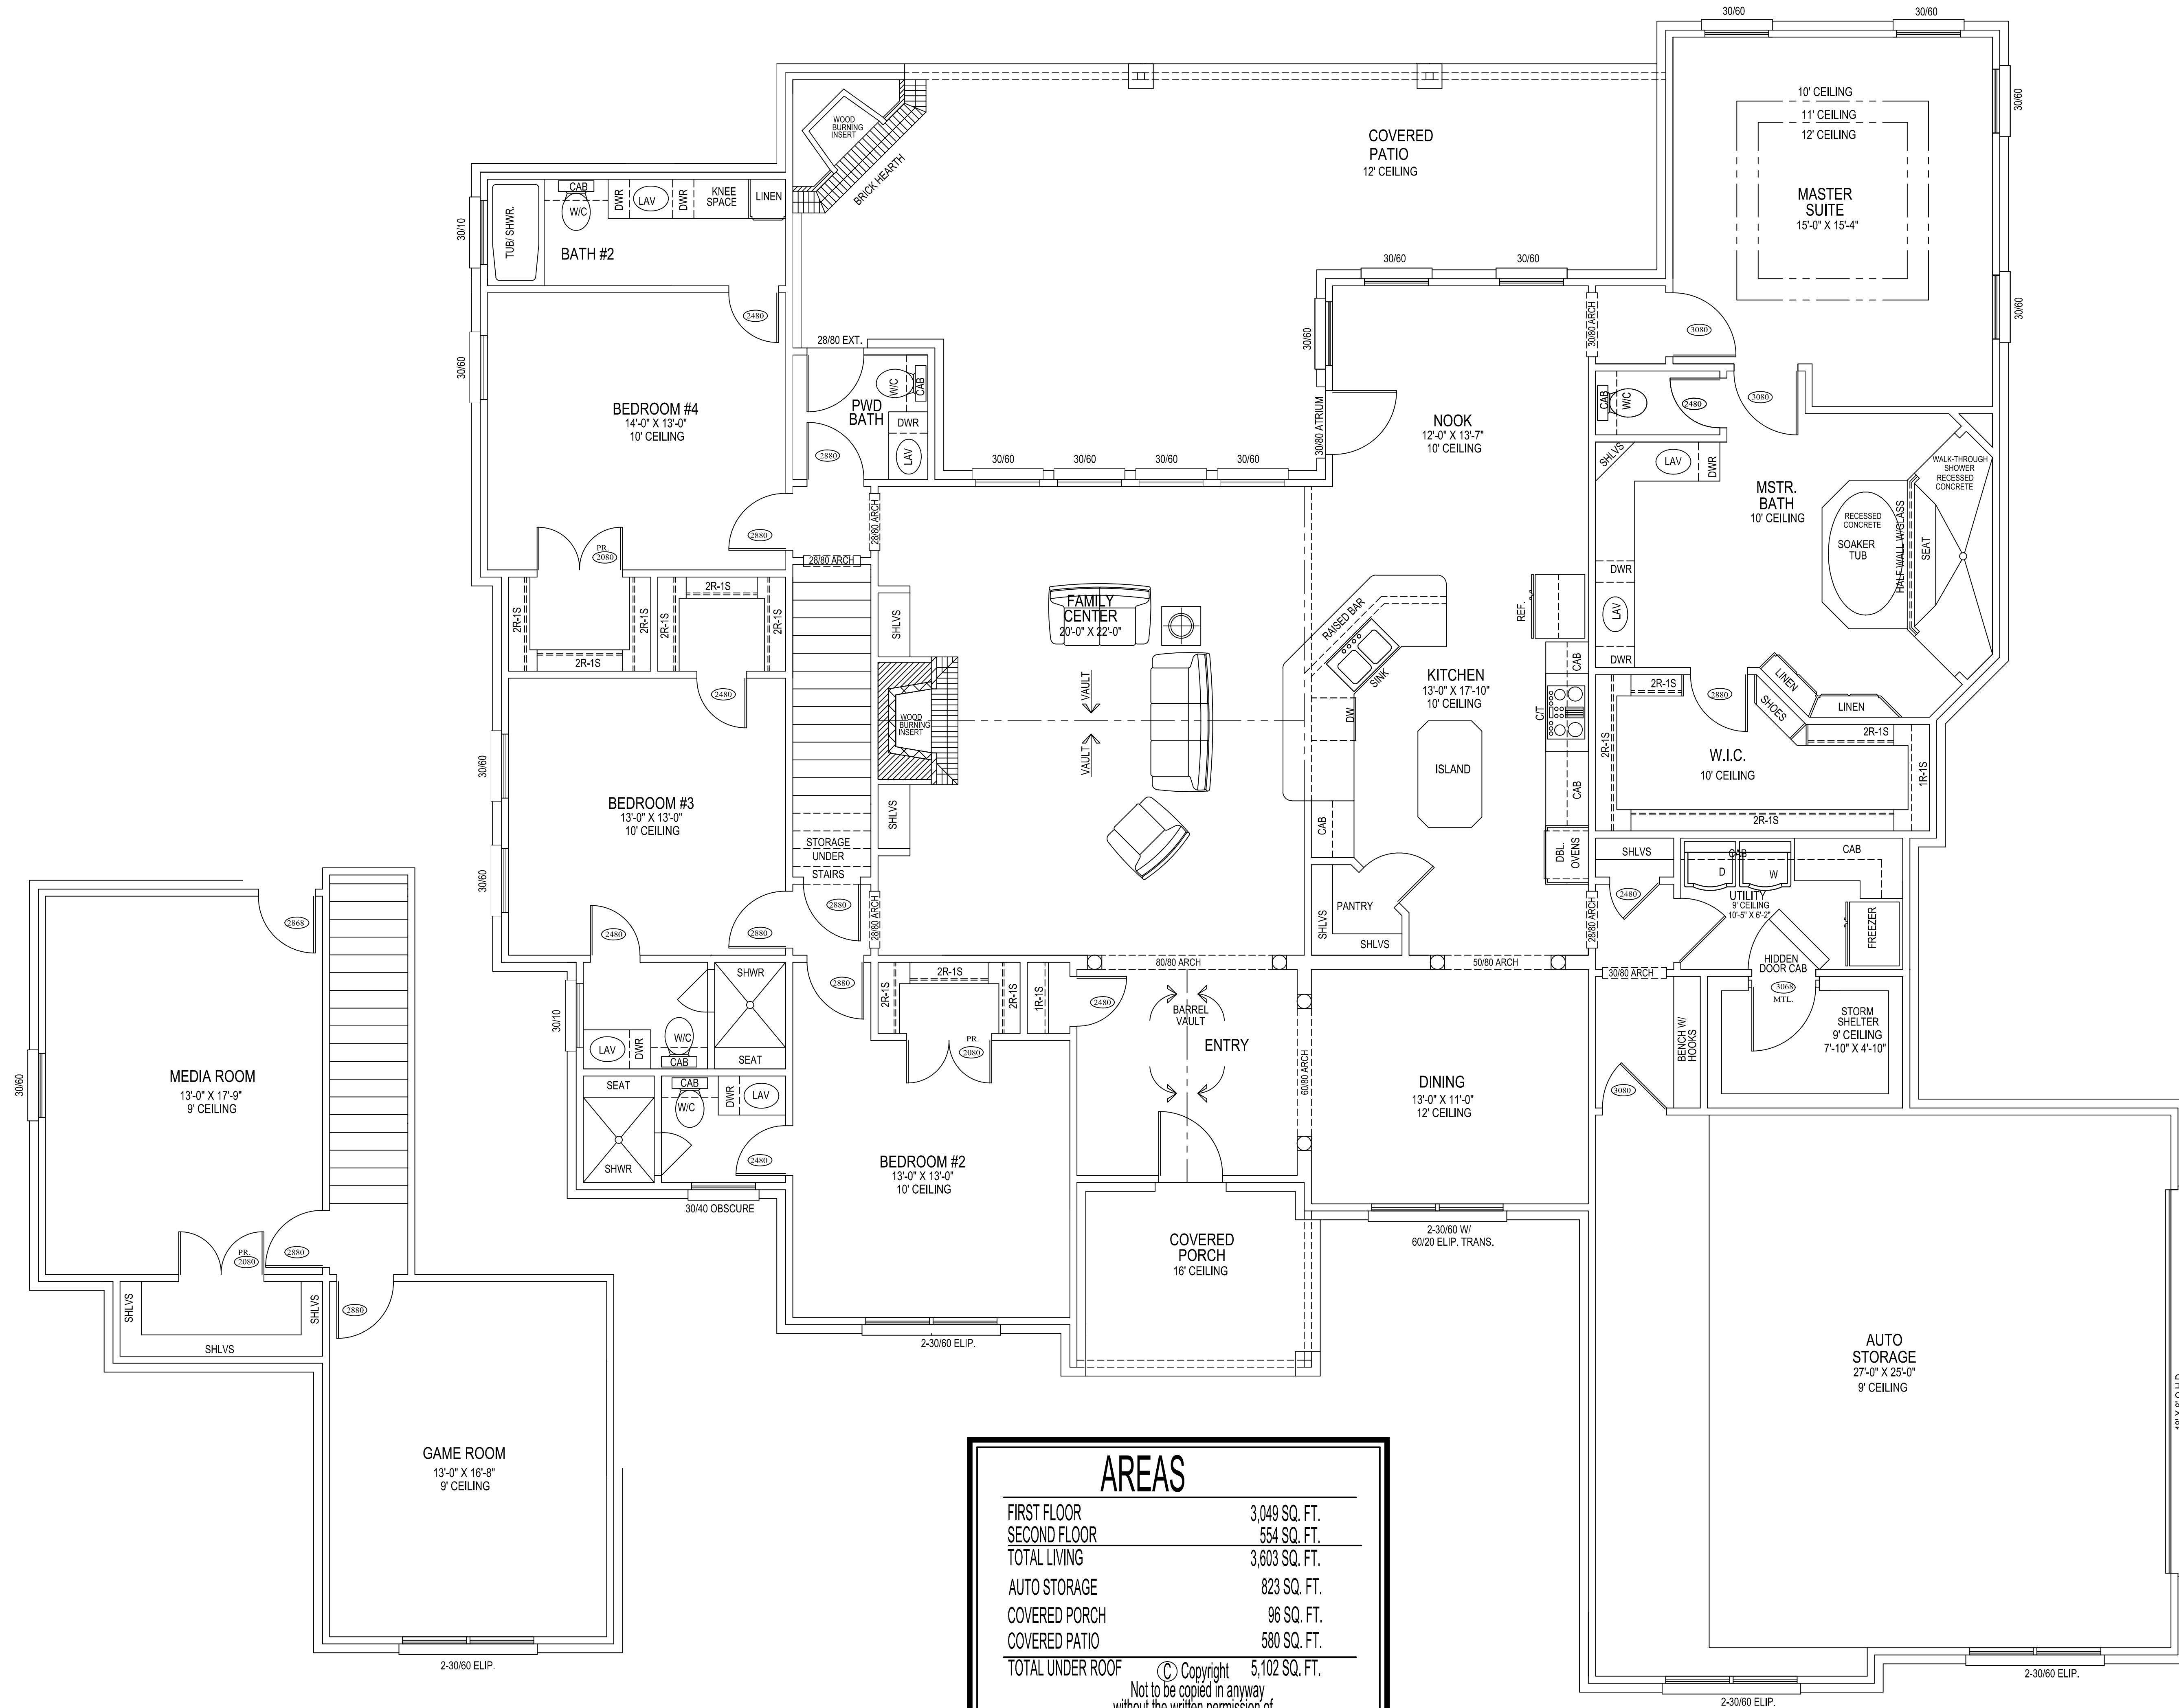 30/60
30/60
10' CEILING
11' CEILING
12' CEILING
30/60
MASTER
SUITE
15'-0" X 15'-4"
30/60
3080
30/80 ARCH
COVERED
PATIO
12' CEILING
WOOD
BURNING
INSERT
BRICK HEARTH
30/10
TUB/ SHWR.
CAB
W/C
DWR
LAV
DWR
KNEE
SPACE
LINEN
BATH #2
2480
30/60
BEDROOM #4
14'-0" X 13'-0"
10' CEILING
28/80 EXT.
W/C
CAB
PWD
BATH
DWR
LAV
2880
2880
PR.
2080
28/80 ARCH
28/80 ARCH
30/60
30/60
30/60
30/60
30/60
30/60
30/60
30/80 ATRIUM
NOOK
12'-0" X 13'-7"
10' CEILING
CAB
W/C
2480
3080
SHLVS
LAV
DWR
MSTR.
BATH
10' CEILING
WALK-THROUGH
SHOWER
RECESSED
CONCRETE
RECESSED
CONCRETE
SOAKER
TUB
HALF WALL W/GLASS
SEAT
DWR
LAV
DWR
LINEN
LINEN
SHOES
2880
2R-1S
2R-1S
2R-1S
1R-1S
2R-1S
W.I.C.
10' CEILING
2R-1S
2R-1S
2R-1S
2R-1S
2R-1S
2R-1S
2480
SHLVS
FAMILY
CENTER
20'-0" X 22'-0"
VAULT
VAULT
WOOD
BURNING
INSERT
SHLVS
RAISED BAR
SINK
DW
CAB
KITCHEN
13'-0" X 17'-10"
10' CEILING
ISLAND
REF.
CAB
C/T
CAB
DBL.
OVENS
PANTRY
SHLVS
SHLVS
30/60
30/60
BEDROOM #3
13'-0" X 13'-0"
10' CEILING
STORAGE
UNDER
STAIRS
2880
28/80 ARCH
2480
2880
2880
SHLVS
2480
CAB
D
W
CAB
UTILITY
9' CEILING
10'-5" X 6'-2"
FREEZER
28/80 ARCH
HIDDEN
DOOR CAB
30/80 ARCH
3068
MTL.
STORM
SHELTER
9' CEILING
7'-10" X 4'-10"
BENCH W/
HOOKS
3080
30/10
LAV
DWR
W/C
CAB
SHWR
SEAT
SEAT
SHWR
CAB
W/C
DWR
LAV
2480
30/40 OBSCURE
2R-1S
2R-1S
2R-1S
1R-1S
PR.
2080
2480
BEDROOM #2
13'-0" X 13'-0"
10' CEILING
2-30/60 ELIP.
80/80 ARCH
BARREL
VAULT
ENTRY
60/80 ARCH
50/80 ARCH
DINING
13'-0" X 11'-0"
12' CEILING
2-30/60 W/
60/20 ELIP. TRANS.
COVERED
PORCH
16' CEILING
AUTO
STORAGE
27'-0" X 25'-0"
9' CEILING
2-30/60 ELIP.
2-30/60 ELIP.
2868
30/60
MEDIA ROOM
13'-0" X 17'-9"
9' CEILING
PR.
2080
2880
2880
SHLVS
SHLVS
SHLVS
GAME ROOM
13'-0" X 16'-8"
9' CEILING
2-30/60 ELIP.
AREAS
FIRST FLOOR 3,049 SQ. FT.
SECOND FLOOR 554 SQ. FT.
TOTAL LIVING 3,603 SQ. FT.
AUTO STORAGE 823 SQ. FT.
COVERED PORCH 96 SQ. FT.
COVERED PATIO 580 SQ. FT.
TOTAL UNDER ROOF 5,102 SQ. FT.
© Copyright
Not to be copied in anyway
without the written permission of